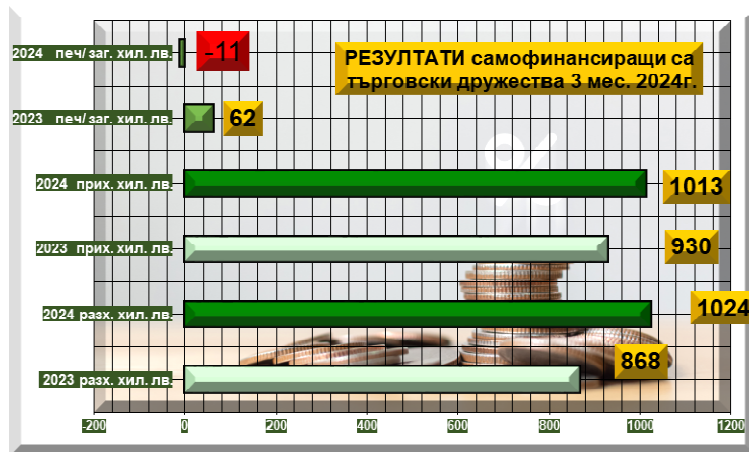 РЕЗУЛТАТИ самофинансиращи са
търговски дружества 3 мес. 2024г.
2024 печ/ заг. хил. лв.
-11
2023 печ/ заг. хил. лв.
62
2024 прих. хил. лв.
1013
2023 прих. хил. лв.
930
2024 разх. хил. лв.
1024
2023 разх. хил. лв.
868
-200 0 200 400 600 800 1000 1200